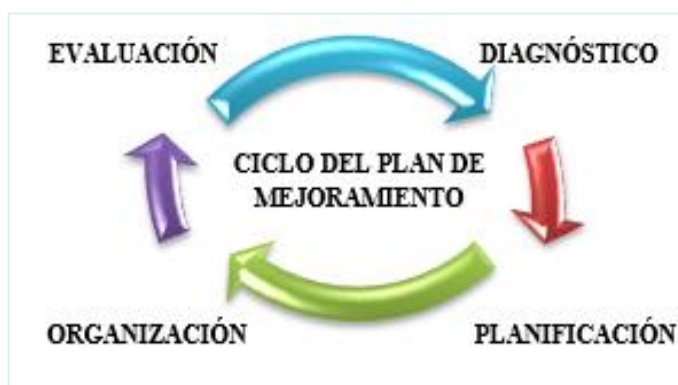 EVALUACIÓN
DIAGNÓSTICO
CICLO DEL PLAN DE
MEJORAMIENTO
ORGANIZACIÓN
PLANIFICACIÓN